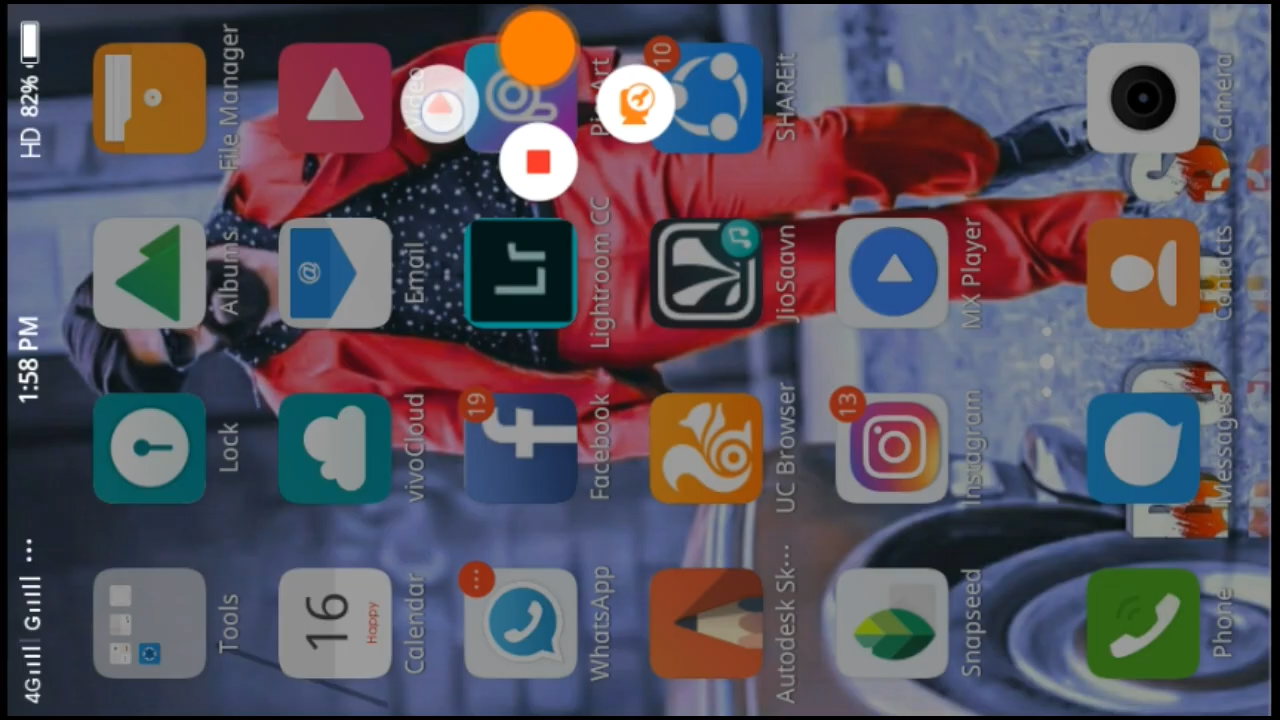 4G G ... 1:58 PM HD 82%
Tools Lock Albums File Manager
16
Happy
@
Calendar vivoCloud Email Video
... 19 Lr
WhatsApp Facebook Lightroom CC
10
Autodesk Sk... UC Browser JioSaavn SHAREit
13
Snapseed Instagram MX Player
Phone Messages Contacts Camera